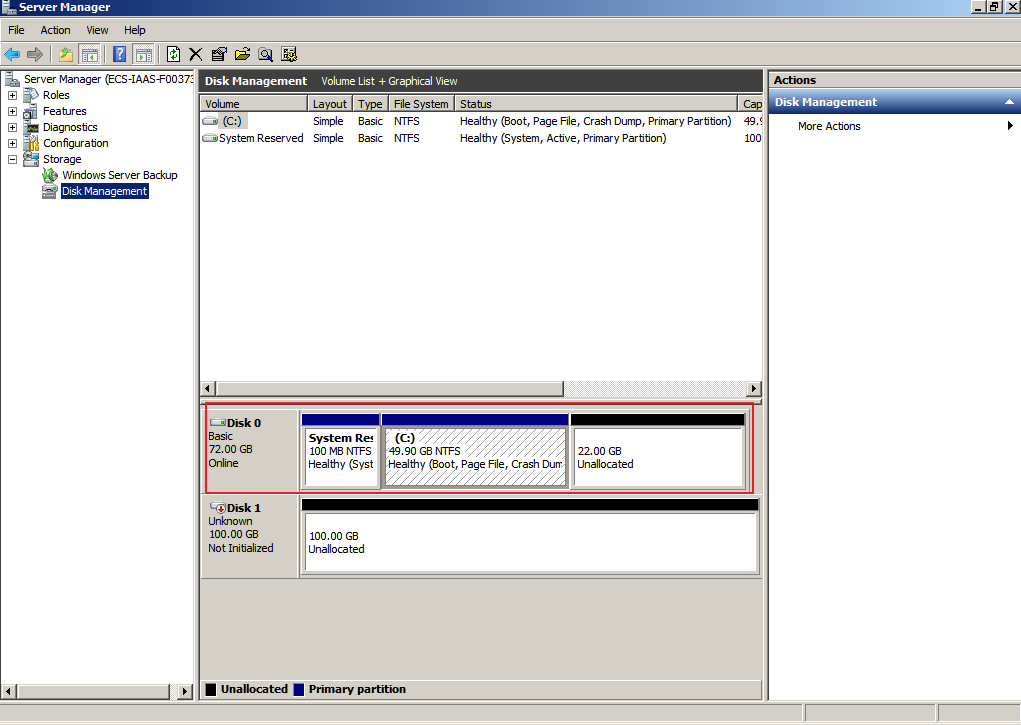 Server Manager
File Action View Help
Server Manager (ECS-IAAS-F00373
Roles
Features
Diagnostics
Configuration
Storage
Windows Server Backup
Disk Management
Disk Management Volume List + Graphical View
Volume Layout Type File System Status Cap
(C:) Simple Basic NTFS Healthy (Boot, Page File, Crash Dump, Primary Partition) 49.9
System Reserved Simple Basic NTFS Healthy (System, Active, Primary Partition) 100
Disk 0
Basic
72.00 GB
Online
System Res
100 MB NTFS
Healthy (Syst
(C:)
49.90 GB NTFS
Healthy (Boot, Page File, Crash Dum
22.00 GB
Unallocated
Disk 1
Unknown
100.00 GB
Not Initialized
100.00 GB
Unallocated
Unallocated Primary partition
Actions
Disk Management
More Actions